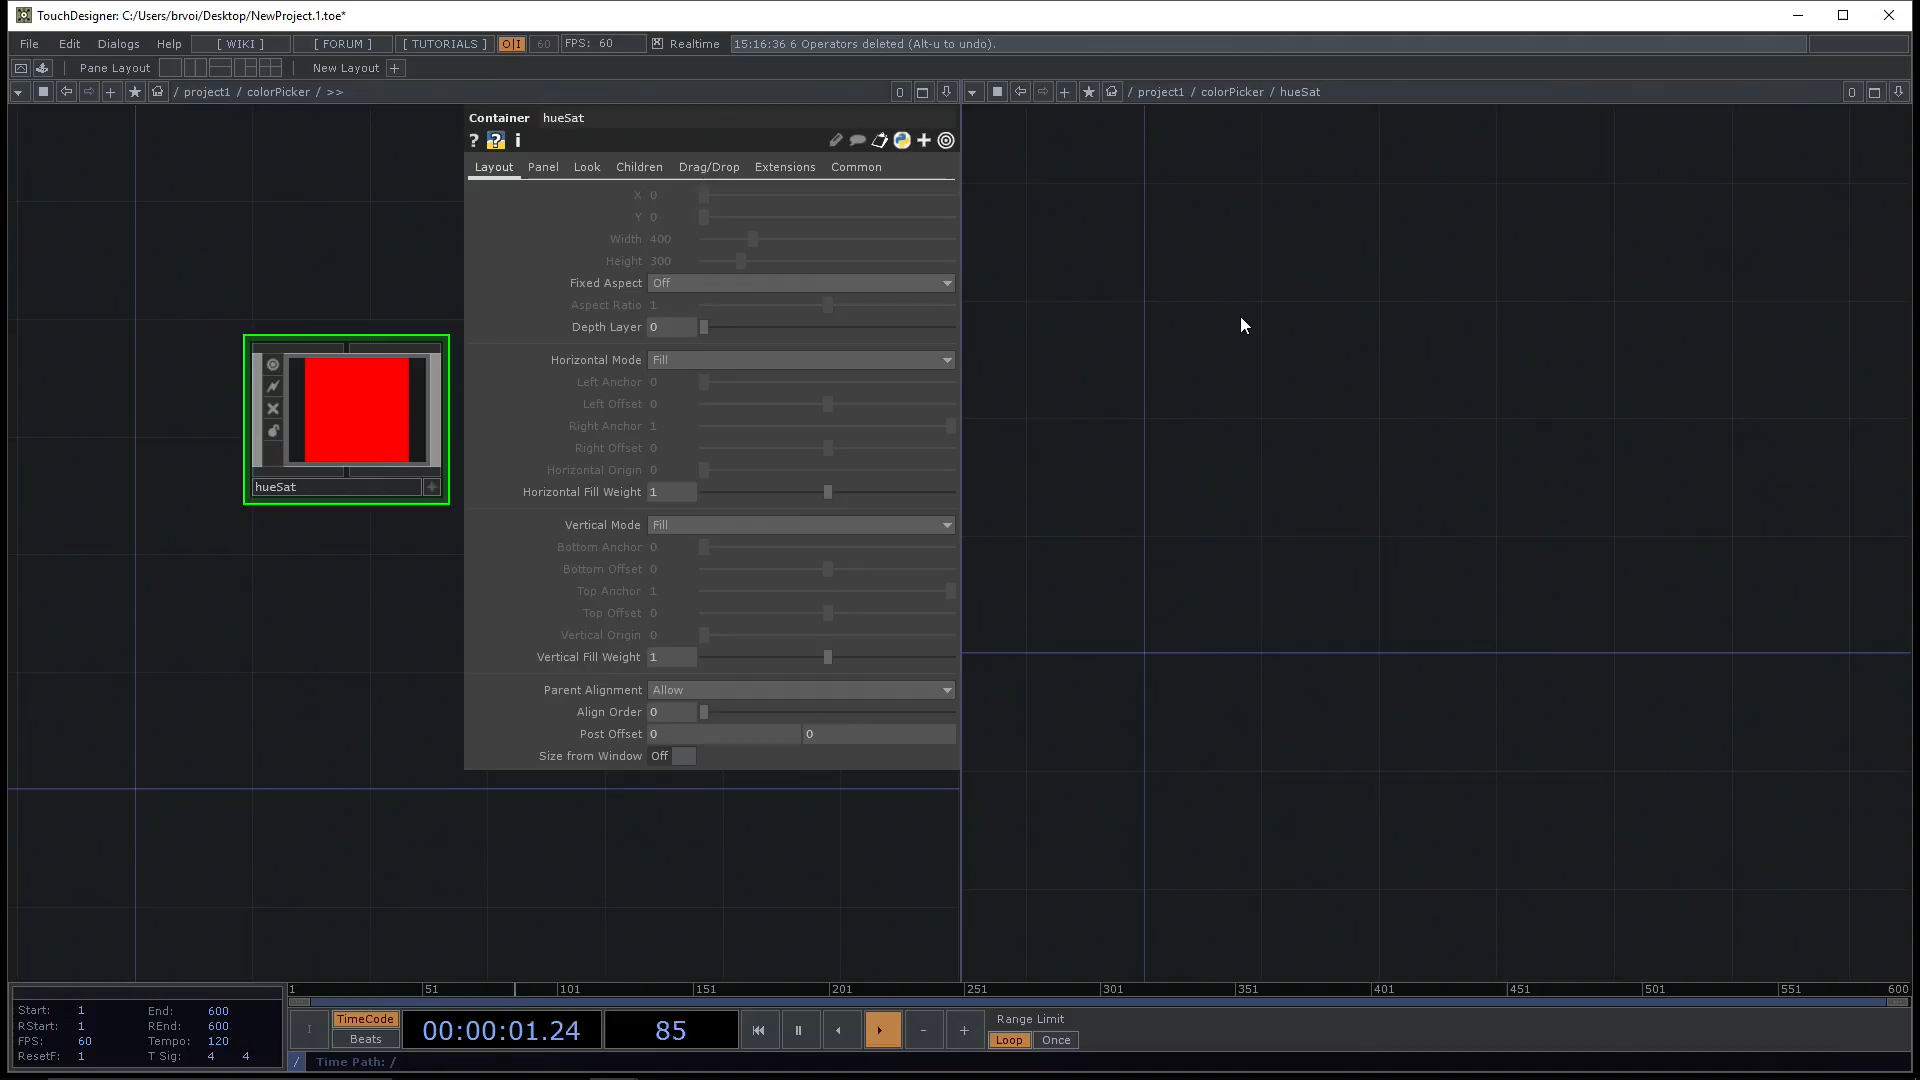 TouchDesigner: C:/Users/brvoi/Desktop/NewProject.1.toe*
File Edit Dialogs Help [ WIKI ] [ FORUM ] [ TUTORIALS ] O|I 60 FPS: 60 Realtime 15:16:36 6 Operators deleted (Alt-u to undo).
Pane Layout New Layout +
/ project1 / colorPicker / >> 0
/ project1 / colorPicker / hueSat 0
Container hueSat
? ? i
Layout Panel Look Children Drag/Drop Extensions Common
X 0
Y 0
Width 400
Height 300
Fixed Aspect Off
Aspect Ratio 1
Depth Layer 0
Horizontal Mode Fill
Left Anchor 0
Left Offset 0
Right Anchor 1
Right Offset 0
Horizontal Origin 0
Horizontal Fill Weight 1
Vertical Mode Fill
Bottom Anchor 0
Bottom Offset 0
Top Anchor 1
Top Offset 0
Vertical Origin 0
Vertical Fill Weight 1
Parent Alignment Allow
Align Order 0
Post Offset 0 0
Size from Window Off
hueSat
1 51 101 151 201 251 301 351 401 451 501 551 600
Start: 1 End: 600
RStart: 1 REnd: 600
FPS: 60 Tempo: 120
ResetF: 1 T Sig: 4 4
I
TimeCode
Beats
00:00:01.24
85
- +
Range Limit
Loop Once
/ Time Path: /